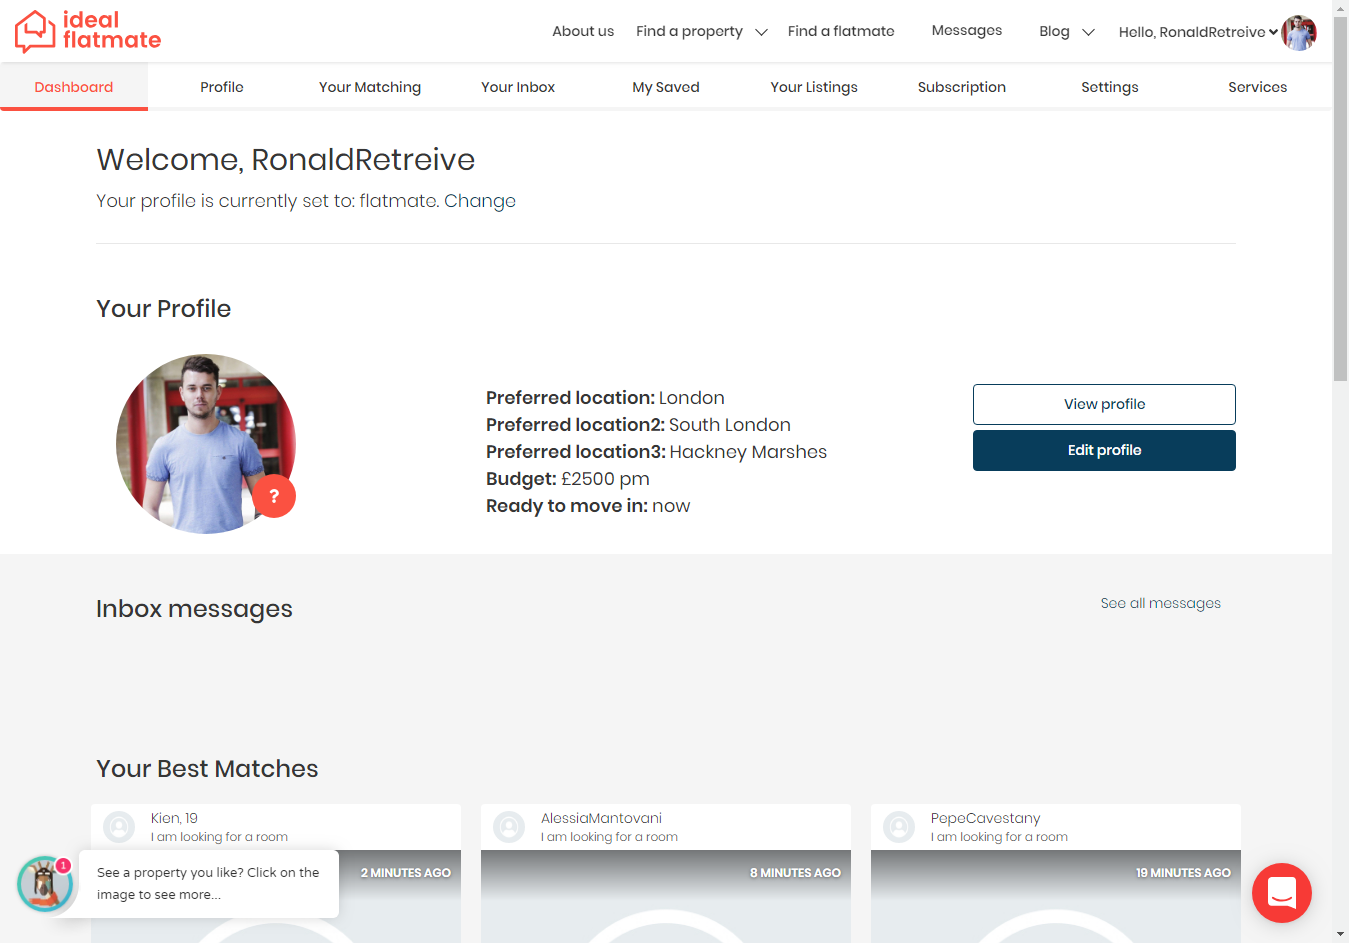 ideal
flatmate
About us
Find a property
Find a flatmate
Messages
Blog
Hello, RonaldRetreive
Dashboard
Profile
Your Matching
Your Inbox
My Saved
Your Listings
Subscription
Settings
Services
Welcome, RonaldRetreive
Your profile is currently set to: flatmate. Change
Your Profile
?
Preferred location: London
Preferred location2: South London
Preferred location3: Hackney Marshes
Budget: £2500 pm
Ready to move in: now
View profile
Edit profile
Inbox messages
See all messages
Your Best Matches
Kien, 19
I am looking for a room
2 MINUTES AGO
AlessiaMantovani
I am looking for a room
8 MINUTES AGO
PepeCavestany
I am looking for a room
19 MINUTES AGO
1
See a property you like? Click on the
image to see more...